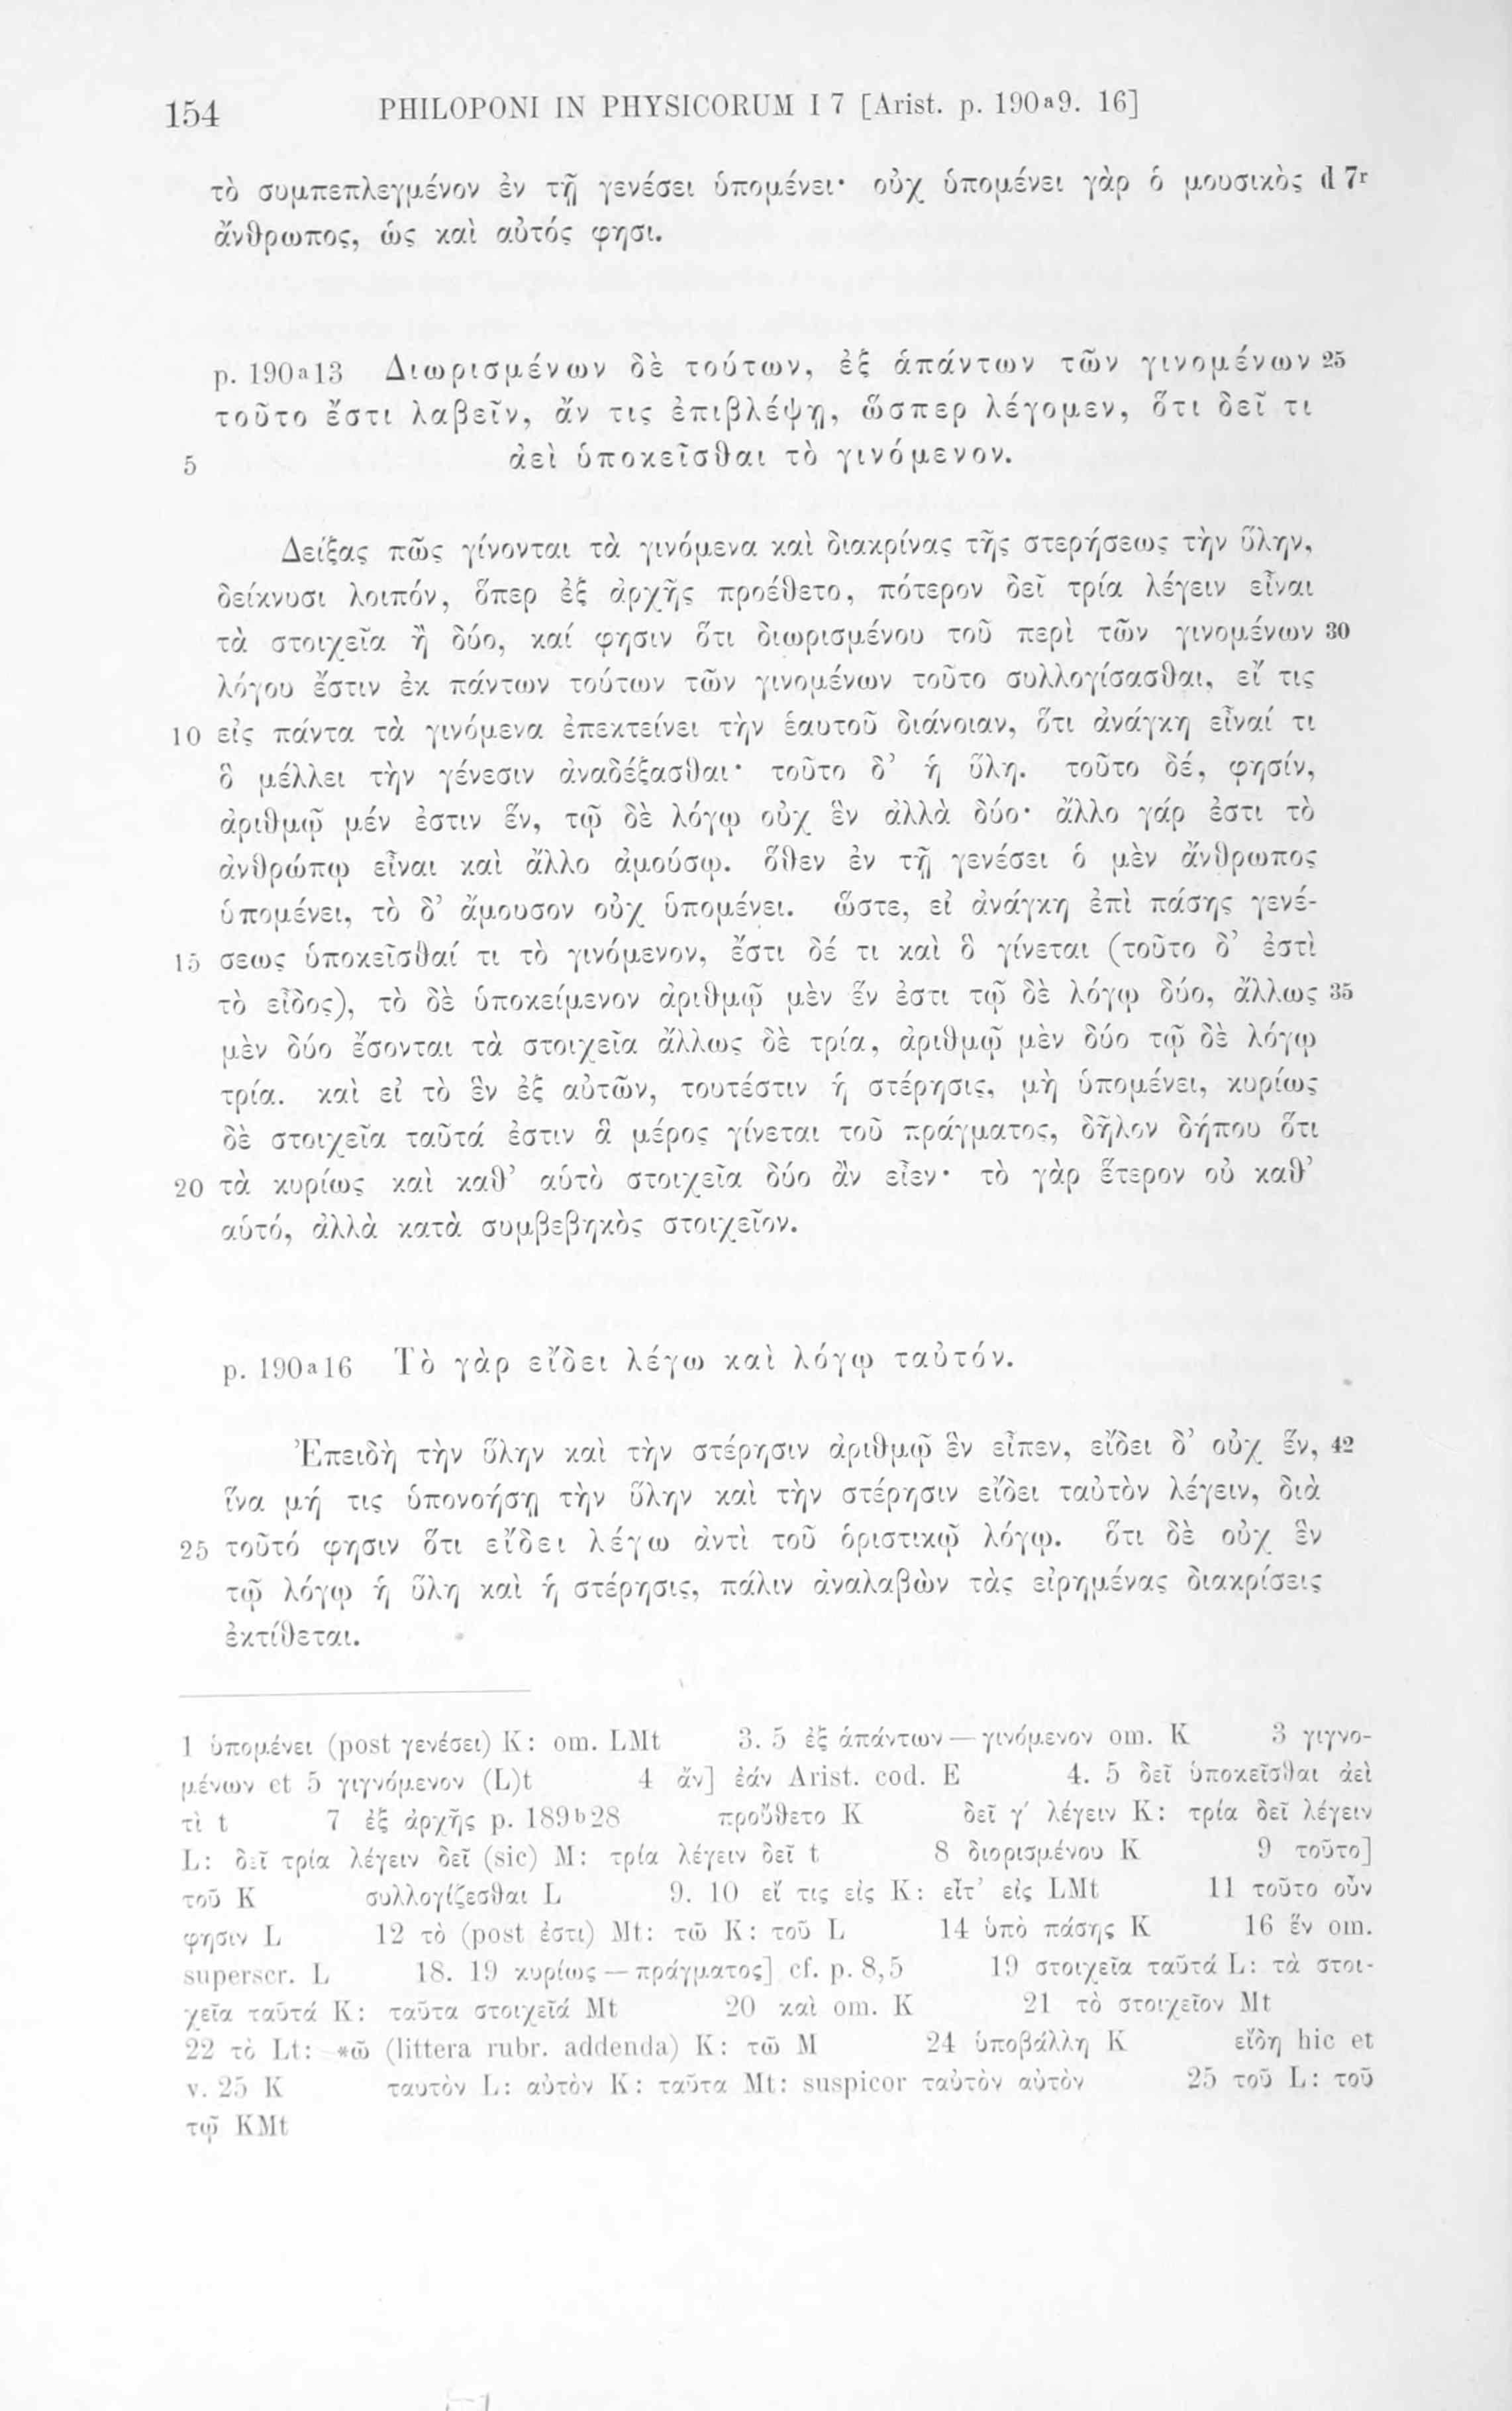 154 PHILOPONI IN PHYSICORUM I 7 [Arist. p. 190a9. 16]
τὸ συμπεπλεγμένον ἐν τῇ γενέσει ὑπομένει· οὐχ ὑπομένει γὰρ ὁ μουσικὸς d 7r
ἄνθρωπος, ὡς καὶ αὐτός φησι.
p. 190a13 Διωρισμένων δὲ τούτων, ἐξ ἁπάντων τῶν γινομένων 25
τοῦτο ἔστι λαβεῖν, ἄν τις ἐπιβλέψῃ, ὥσπερ λέγομεν, ὅτι δεῖ τι
5 ἀεὶ ὑποκεῖσθαι τὸ γινόμενον.
Δείξας πῶς γίνονται τὰ γινόμενα καὶ διακρίνας τῆς στερήσεως τὴν ὕλην,
δείκνυσι λοιπόν, ὅπερ ἐξ ἀρχῆς προέθετο, πότερον δεῖ τρία λέγειν εἶναι
τὰ στοιχεῖα ἢ δύο, καί φησιν ὅτι διωρισμένου τοῦ περὶ τῶν γινομένων 30
λόγου ἔστιν ἐκ πάντων τούτων τῶν γινομένων τοῦτο συλλογίσασθαι, εἴ τις
10 εἰς πάντα τὰ γινόμενα ἐπεκτείνει τὴν ἑαυτοῦ διάνοιαν, ὅτι ἀνάγκη εἶναί τι
ὃ μέλλει τὴν γένεσιν ἀναδέξασθαι· τοῦτο δ’ ἡ ὕλη. τοῦτο δέ, φησίν,
ἀριθμῷ μέν ἐστιν ἕν, τῷ δὲ λόγῳ οὐχ ἓν ἀλλὰ δύο· ἄλλο γάρ ἐστι τὸ
ἀνθρώπῳ εἶναι καὶ ἄλλο ἀμούσῳ. ὅθεν ἐν τῇ γενέσει ὁ μὲν ἄνθρωπος
ὑπομένει, τὸ δ’ ἄμουσον οὐχ ὑπομένει. ὥστε, εἰ ἀνάγκη ἐπὶ πάσης γενέ-
15 σεως ὑποκεῖσθαί τι τὸ γινόμενον, ἔστι δέ τι καὶ ὃ γίνεται (τοῦτο δ’ ἐστὶ
τὸ εἶδος), τὸ δὲ ὑποκείμενον ἀριθμῷ μὲν ἕν ἐστι τῷ δὲ λόγῳ δύο, ἄλλως 35
μὲν δύο ἔσονται τὰ στοιχεῖα ἄλλως δὲ τρία, ἀριθμῷ μὲν δύο τῷ δὲ λόγῳ
τρία. καὶ εἰ τὸ ἓν ἐξ αὐτῶν, τουτέστιν ἡ στέρησις, μὴ ὑπομένει, κυρίως
δὲ στοιχεῖα ταῦτά ἐστιν ἃ μέρος γίνεται τοῦ πράγματος, δῆλον δήπου ὅτι
20 τὰ κυρίως καὶ καθ’ αὑτὸ στοιχεῖα δύο ἂν εἶεν· τὸ γὰρ ἕτερον οὐ καθ’
αὑτό, ἀλλὰ κατὰ συμβεβηκὸς στοιχεῖον.
p. 190a16 Τὸ γὰρ εἴδει λέγω καὶ λόγῳ ταὐτόν.
Ἐπειδὴ τὴν ὕλην καὶ τὴν στέρησιν ἀριθμῷ ἓν εἶπεν, εἴδει δ’ οὐχ ἕν, 42
ἵνα μή τις ὑπονοήσῃ τὴν ὕλην καὶ τὴν στέρησιν εἴδει ταὐτὸν λέγειν, διὰ
25 τοῦτό φησιν ὅτι εἴδει λέγω ἀντὶ τοῦ ὁριστικῷ λόγῳ. ὅτι δὲ οὐχ ἓν
τῷ λόγῳ ἡ ὕλη καὶ ἡ στέρησις, πάλιν ἀναλαβὼν τὰς εἰρημένας διακρίσεις
ἐκτίθεται.
1 ὑπομένει (post γενέσει) K: om. LMt 3. 5 ἐξ ἁπάντων — γινόμενον om. K 3 γιγνο-
μένων et 5 γιγνόμενον (L)t 4 ἄν] ἐάν Arist. cod. E 4. 5 δεῖ ὑποκεῖσθαι ἀεὶ
τὶ t 7 ἐξ ἀρχῆς p. 189b28 προὔθετο K δεῖ γ′ λέγειν K: τρία δεῖ λέγειν
L: δεῖ τρία λέγειν δεῖ (sic) M: τρία λέγειν δεῖ t 8 διορισμένου K 9 τοῦτο]
τοῦ K συλλογίζεσθαι L 9. 10 εἴ τις εἰς K: εἴτ’ εἰς LMt 11 τοῦτο οὖν
φησιν L 12 τὸ (post ἐστι) Mt: τῶ K: τοῦ L 14 ὑπὸ πάσης K 16 ἕν om.
superscr. L 18. 19 κυρίως — πράγματος] cf. p. 8,5 19 στοιχεῖα ταῦτά L: τὰ στοι-
χεῖα ταῦτά K: ταῦτα στοιχεῖά Mt 20 καὶ om. K 21 τὸ στοιχεῖον Mt
22 τὸ Lt: *ῶ (littera rubr. addenda) K: τῶ M 24 ὑποβάλλῃ K εἴδη hic et
v. 25 K ταυτὸν L: αὐτὸν K: ταῦτα Mt: suspicor ταὐτὸν αὐτὸν 25 τοῦ L: τοῦ
τῷ KMt